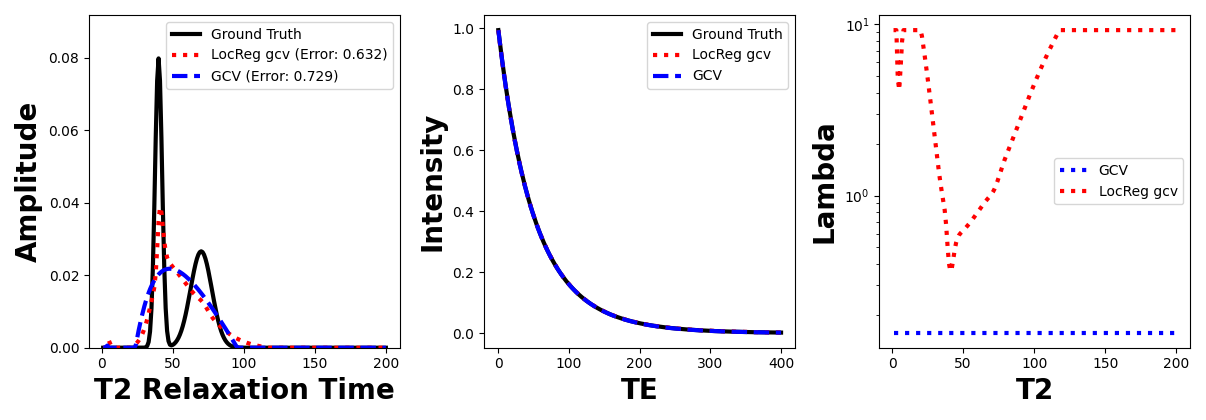 Amplitude
0.08
0.06
0.04
0.02
0.00
0
50
100
150
200
T2 Relaxation Time
Ground Truth
LocReg gcv (Error: 0.632)
GCV (Error: 0.729)
Intensity
1.0
0.8
0.6
0.4
0.2
0.0
0
100
200
300
400
TE
Ground Truth
LocReg gcv
GCV
Lambda
10¹
10⁰
0
50
100
150
200
T2
GCV
LocReg gcv